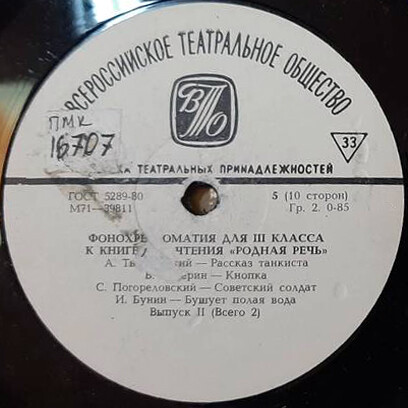 ВСЕРОССИЙСКОЕ ТЕАТРАЛЬНОЕ ОБЩЕСТВО
ВТО
ПМК
16707
33
ТЕАТРАЛЬНЫХ ПРИНАДЛЕЖНОСТЕЙ
ГОСТ 5289-80
5 (10 сторон)
М71—39811
Гр. 2. 0-85
ДЛЯ III КЛАССА
К КНИГЕ ЧТЕНИЯ «РОДНАЯ РЕЧЬ»
А. — Рассказ танкиста
— Кнопка
С. Погореловский — Советский солдат
И. Бунин — Бушует полая вода
Выпуск II (Всего 2)